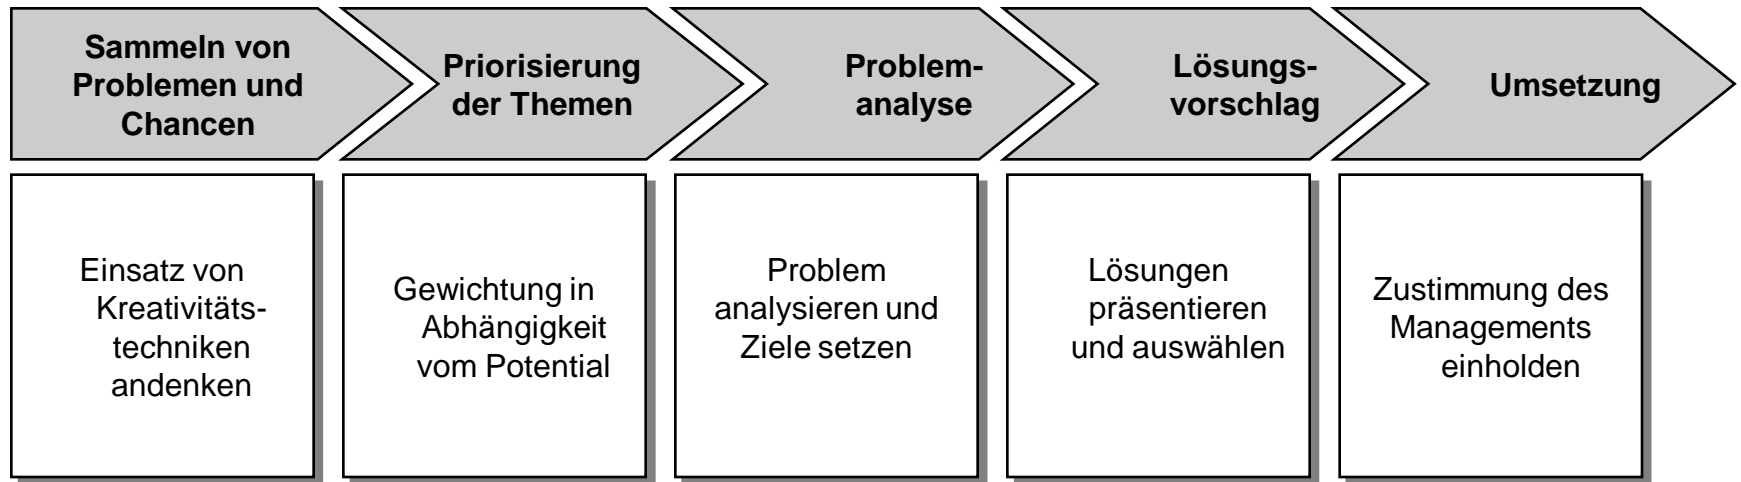 Sammeln von
Problemen und
Chancen
Priorisierung
der Themen
Problem-
analyse
Lösungs-
vorschlag
Umsetzung
Einsatz von
Kreativitäts-
techniken
andenken
Gewichtung in
Abhängigkeit
vom Potential
Problem
analysieren und
Ziele setzen
Lösungen
präsentieren
und auswählen
Zustimmung des
Managements
einholden